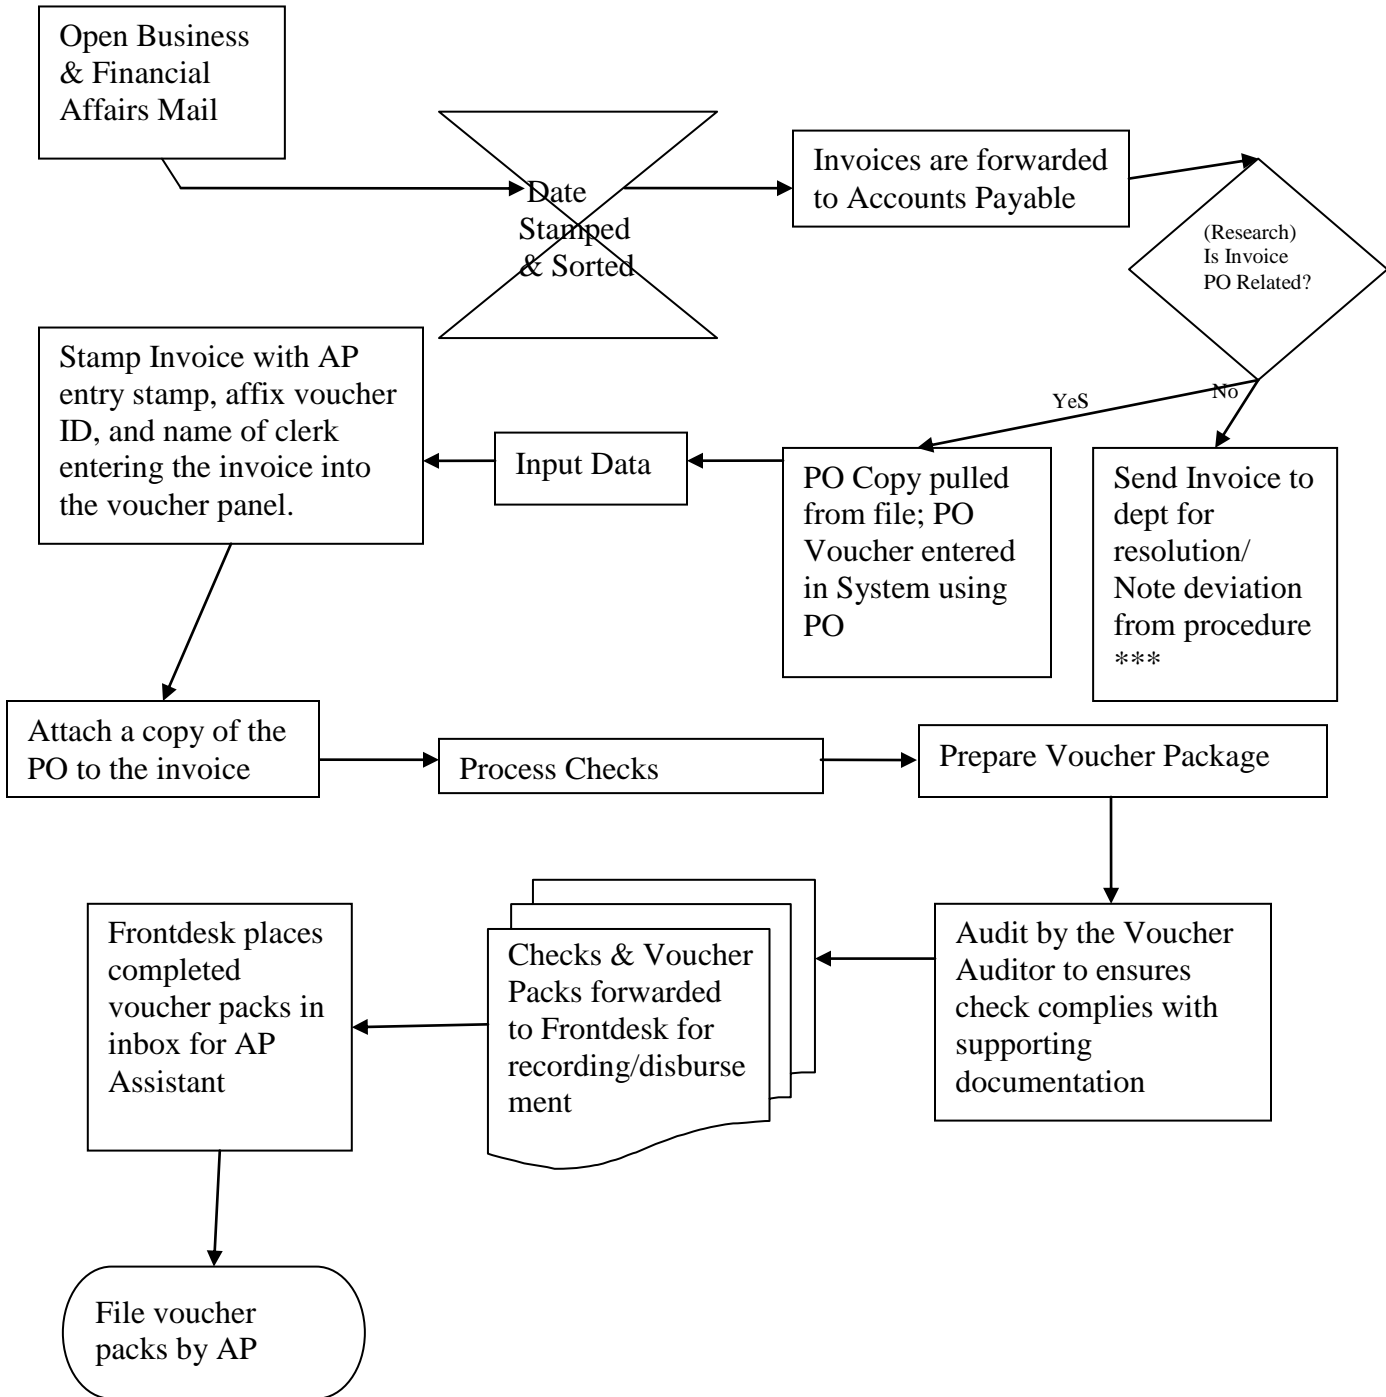 Open Business
& Financial
Affairs Mail
Date
Stamped
& Sorted
Invoices are forwarded
to Accounts Payable
(Research)
Is Invoice
PO Related?
Yes
No
Stamp Invoice with AP
entry stamp, affix voucher
ID, and name of clerk
entering the invoice into
the voucher panel.
Input Data
PO Copy pulled
from file; PO
Voucher entered
in System using
PO
Send Invoice to
dept for
resolution/
Note deviation
from procedure
***
Attach a copy of the
PO to the invoice
Process Checks
Prepare Voucher Package
Frontdesk places
completed
voucher packs in
inbox for AP
Assistant
Checks & Voucher
Packs forwarded
to Frontdesk for
recording/disburse
ment
Audit by the Voucher
Auditor to ensures
check complies with
supporting
documentation
File voucher
packs by AP